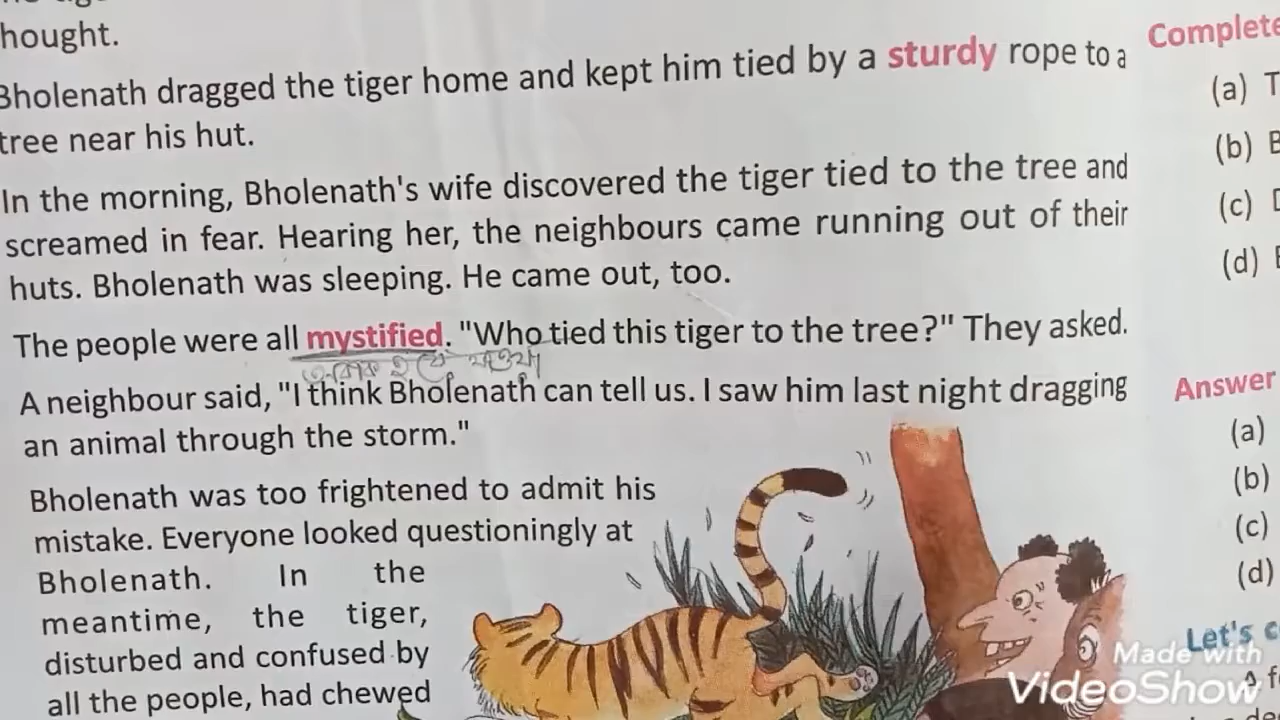 hought.
Bholenath dragged the tiger home and kept him tied by a sturdy rope to a
tree near his hut.
In the morning, Bholenath's wife discovered the tiger tied to the tree and
screamed in fear. Hearing her, the neighbours came running out of their
huts. Bholenath was sleeping. He came out, too.
The people were all mystified. "Who tied this tiger to the tree?" They asked.
A neighbour said, "I think Bholenath can tell us. I saw him last night dragging
an animal through the storm."
Bholenath was too frightened to admit his
mistake. Everyone looked questioningly at
Bholenath. In the
meantime, the tiger,
disturbed and confused by
all the people, had chewed
Complete
(a) T
(b) B
(c) D
(d)
Answer
(a)
(b)
(c)
(d)
Let's c
A f
Made with
VideoShow